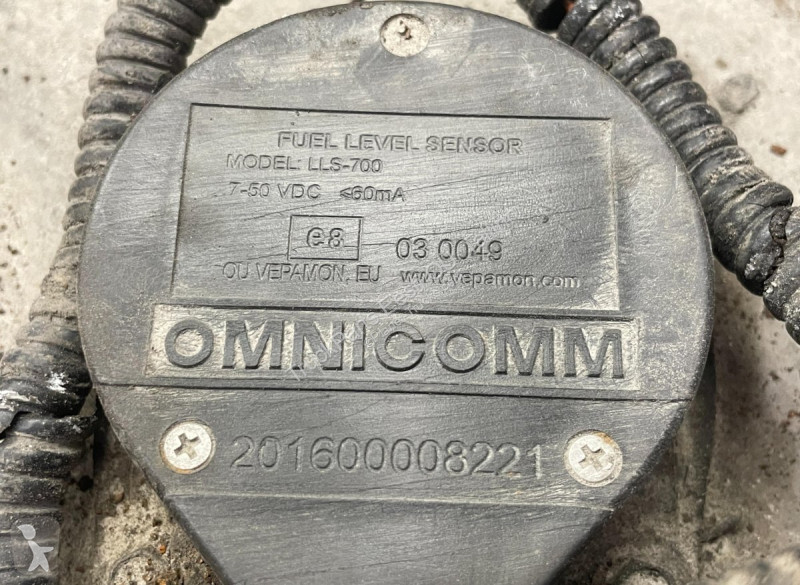 FUEL LEVEL SENSOR
MODEL: LLS-700
7-50 VDC <60mA
e8 03 0049
OU VEPAMON, EU www.vepamon.com
OMNICOMM
201600008221